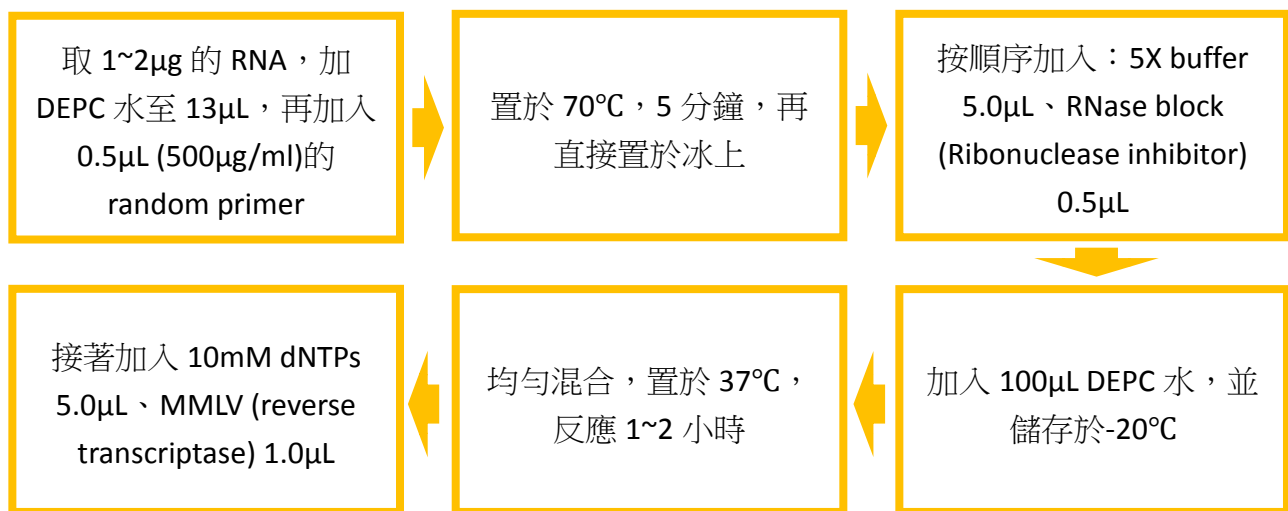 取 1~2µg 的 RNA，加
DEPC 水至 13µL，再加入
0.5µL (500µg/ml)的
random primer
置於 70℃，5 分鐘，再
直接置於冰上
按順序加入：5X buffer
5.0µL、RNase block
(Ribonuclease inhibitor)
0.5µL
加入 100µL DEPC 水，並
儲存於-20℃
均勻混合，置於 37℃，
反應 1~2 小時
接著加入 10mM dNTPs
5.0µL、MMLV (reverse
transcriptase) 1.0µL